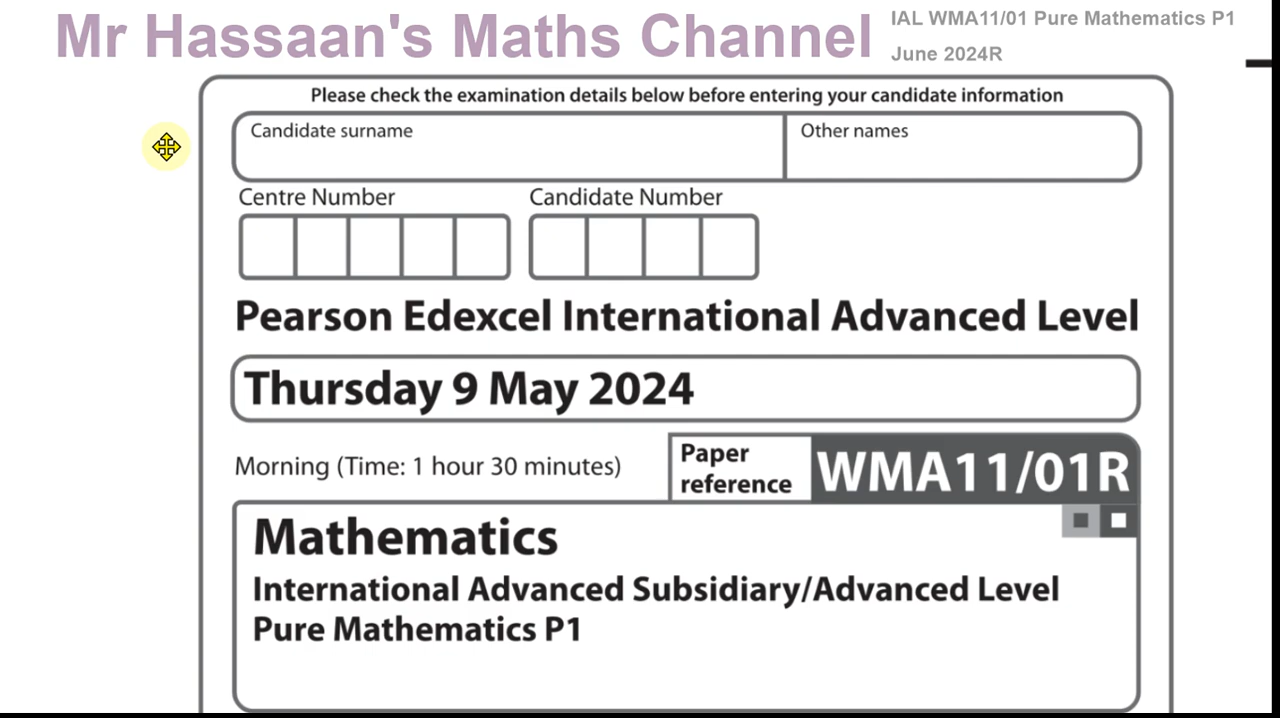 Mr Hassaan's Maths Channel
IAL WMA11/01 Pure Mathematics P1
June 2024R
Please check the examination details below before entering your candidate information
Candidate surname
Other names
Centre Number
Candidate Number
Pearson Edexcel International Advanced Level
Thursday 9 May 2024
Morning (Time: 1 hour 30 minutes)
Paper
reference
WMA11/01R
Mathematics
International Advanced Subsidiary/Advanced Level
Pure Mathematics P1